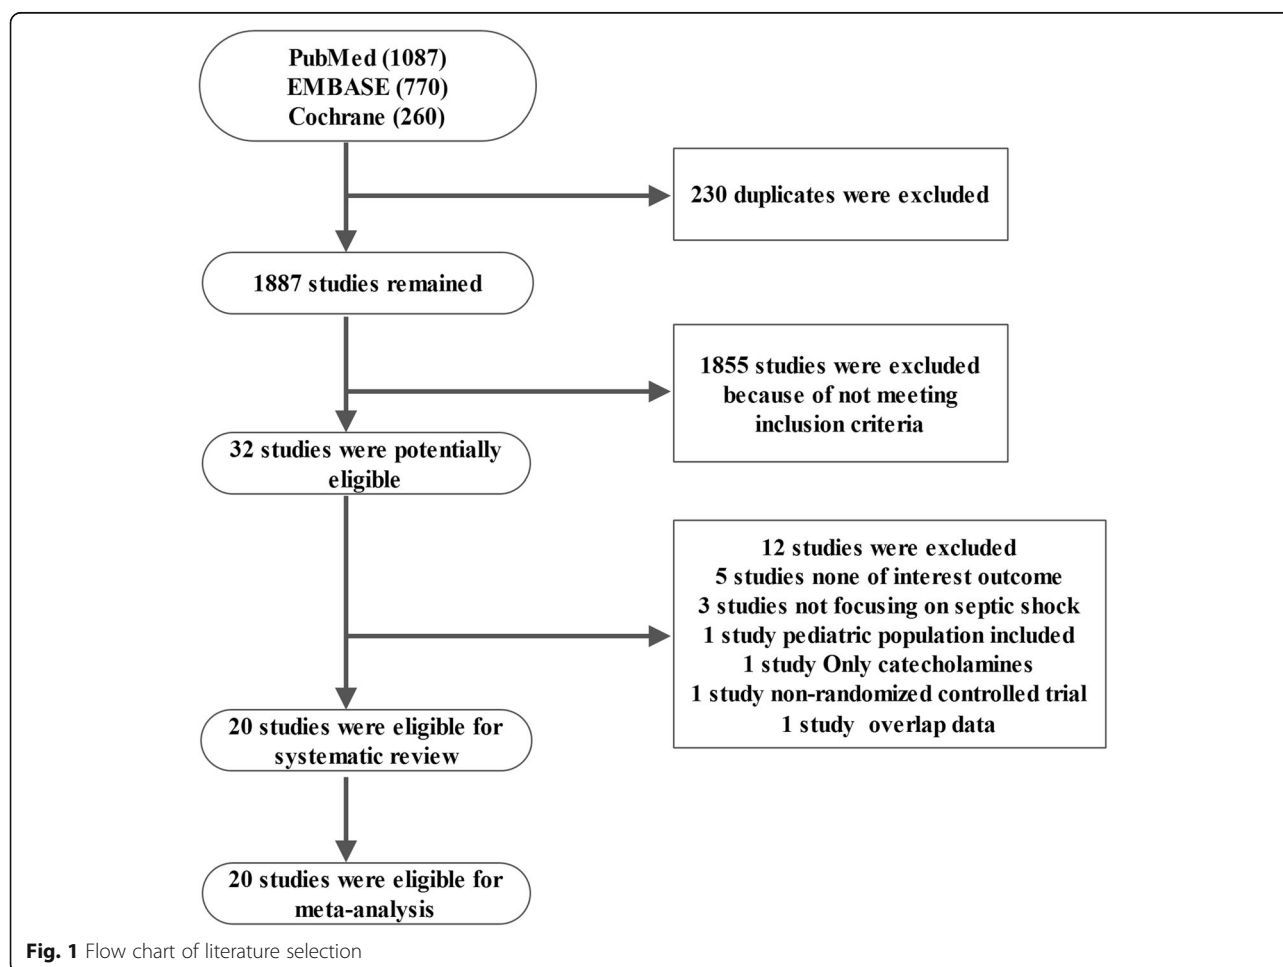 PubMed (1087)
EMBASE (770)
Cochrane (260)
230 duplicates were excluded
1887 studies remained
1855 studies were excluded
because of not meeting
inclusion criteria
32 studies were potentially
eligible
12 studies were excluded
5 studies none of interest outcome
3 studies not focusing on septic shock
1 study pediatric population included
1 study Only catecholamines
1 study non-randomized controlled trial
1 study overlap data
20 studies were eligible for
systematic review
20 studies were eligible for
meta-analysis
Fig. 1 Flow chart of literature selection